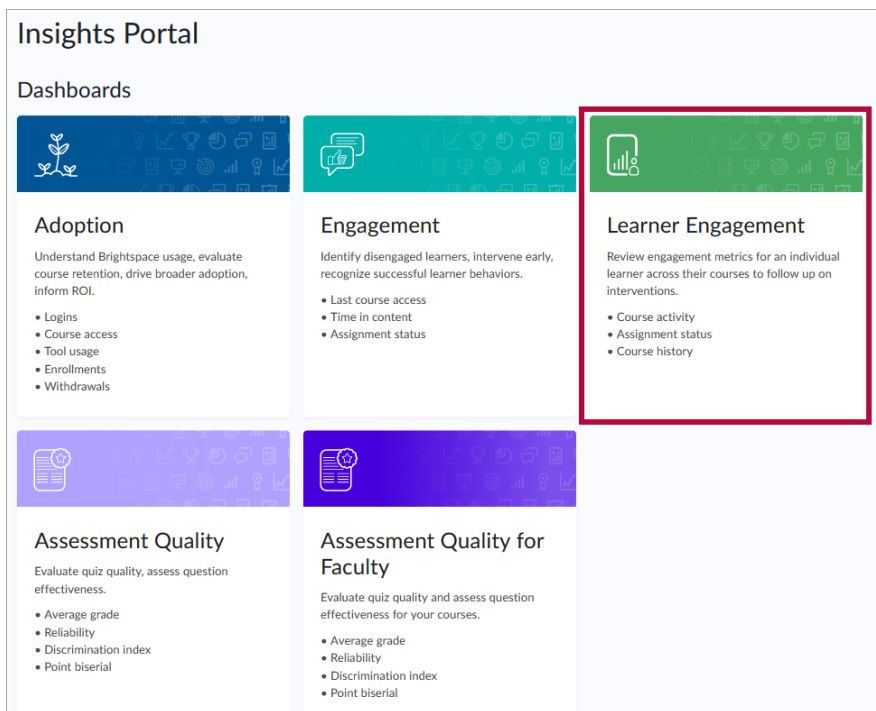 Insights Portal
Dashboards
Adoption
Understand Brightspace usage, evaluate
course retention, drive broader adoption,
inform ROI.
• Logins
• Course access
• Tool usage
• Enrollments
• Withdrawals
Engagement
Identify disengaged learners, intervene early,
recognize successful learner behaviors.
• Last course access
• Time in content
• Assignment status
Learner Engagement
Review engagement metrics for an individual
learner across their courses to follow up on
interventions.
• Course activity
• Assignment status
• Course history
Assessment Quality
Evaluate quiz quality, assess question
effectiveness.
• Average grade
• Reliability
• Discrimination index
• Point biserial
Assessment Quality for
Faculty
Evaluate quiz quality and assess question
effectiveness for your courses.
• Average grade
• Reliability
• Discrimination index
• Point biserial